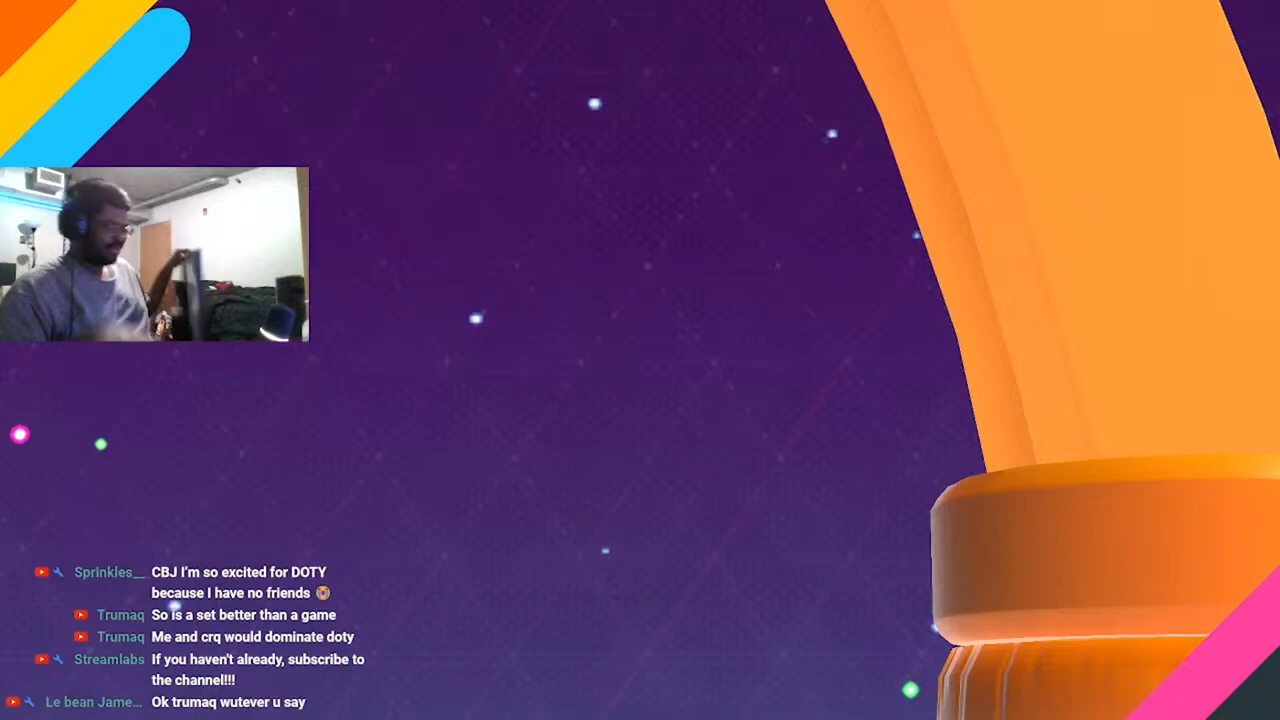 Sprinkles__ CBJ I'm so excited for DOTY
because I have no friends 😭
Trumaq So is a set better than a game
Trumaq Me and crq would dominate doty
Streamlabs If you haven't already, subscribe to
the channel!!!
Le bean Jame... Ok trumaq wutever u say